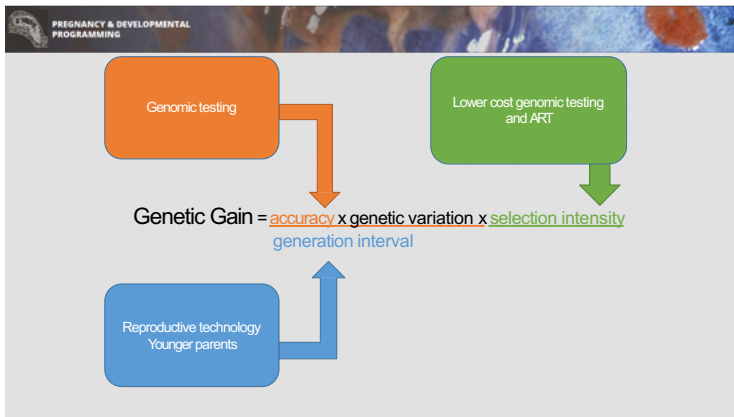 PREGNANCY & DEVELOPMENTAL
PROGRAMMING
Genomic testing
Lower cost genomic testing
and ART
Genetic Gain = accuracy x genetic variation x selection intensity
generation interval
Reproductive technology
Younger parents